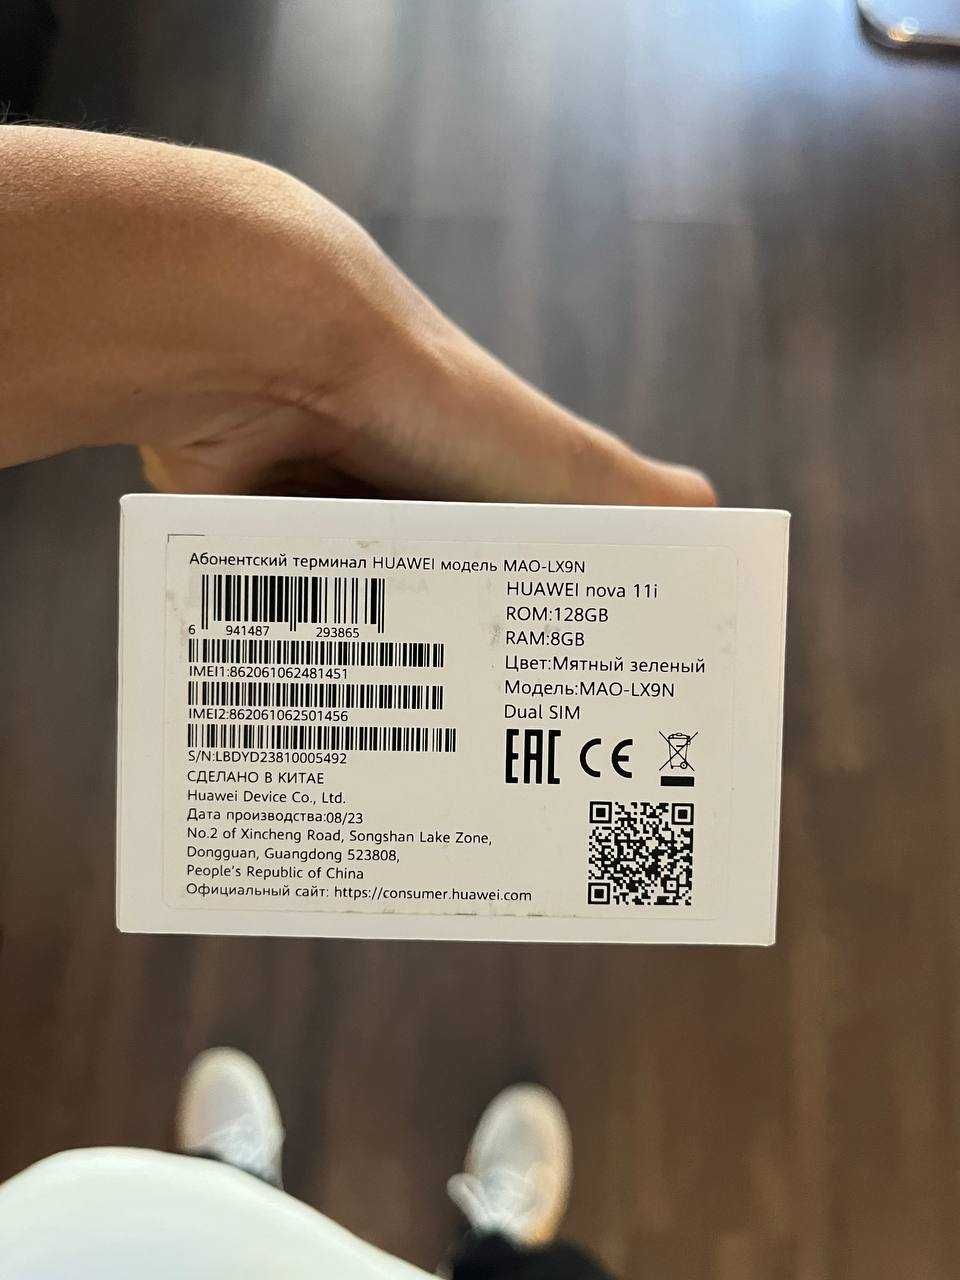 Абонентский терминал HUAWEI модель MAO-LX9N
6 941487 293865
IMEI1:862061062481451
IMEI2:862061062501456
S/N:LBDYD23810005492
СДЕЛАНО В КИТАЕ
Huawei Device Co., Ltd.
Дата производства:08/23
No.2 of Xincheng Road, Songshan Lake Zone,
Dongguan, Guangdong 523808,
People's Republic of China
Официальный сайт: https://consumer.huawei.com
HUAWEI nova 11i
ROM:128GB
RAM:8GB
Цвет:Мятный зеленый
Модель:MAO-LX9N
Dual SIM
EAC CE